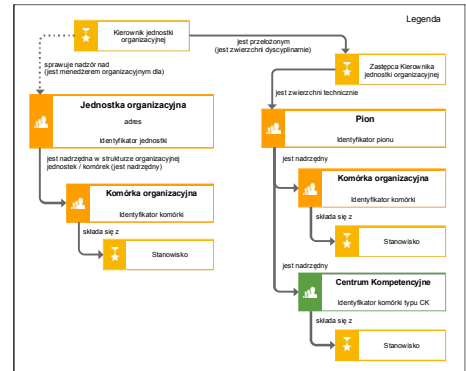 Legenda
Kierownik jednostki
organizacyjnej
jest przełożonym
(jest zwierzchni dyscyplinarnie)
sprawuje nadzór nad
(jest menedżerem organizacyjnym dla)
Zastępca Kierownika
jednostki organizacyjnej
jest zwierzchni technicznie
Jednostka organizacyjna
adres
Identyfikator jednostki
Pion
Identyfikator pionu
jest nadrzędna w strukturze organizacyjnej
jednostek / komórek (jest nadrzędny)
jest nadrzędny
Komórka organizacyjna
Identyfikator komórki
Komórka organizacyjna
Identyfikator komórki
składa się z
składa się z
Stanowisko
Stanowisko
jest nadrzędny
Centrum Kompetencyjne
Identyfikator komórki typu CK
składa się z
Stanowisko